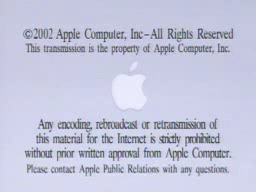 ©2002 Apple Computer, Inc–All Rights Reserved
This transmission is the property of Apple Computer, Inc.
Any encoding, rebroadcast or retransmission of
this material for the Internet is strictly prohibited
without prior written approval from Apple Computer.
Please contact Apple Public Relations with any questions.